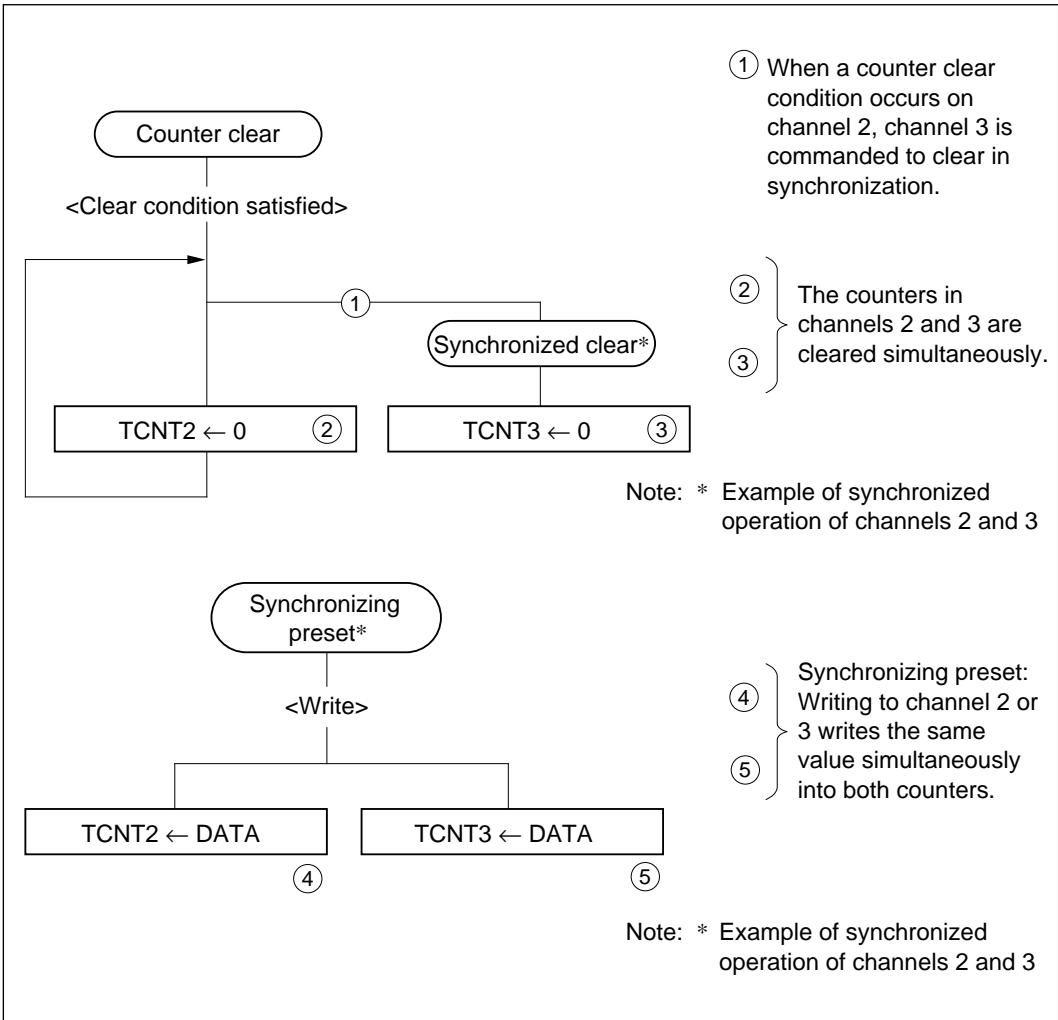 ① When a counter clear
condition occurs on
channel 2, channel 3 is
commanded to clear in
synchronization.
Counter clear
<Clear condition satisfied>
①
Synchronized clear*
TCNT2 ← 0 ②
TCNT3 ← 0 ③
②
③
The counters in
channels 2 and 3 are
cleared simultaneously.
Note: * Example of synchronized
operation of channels 2 and 3
Synchronizing
preset*
<Write>
TCNT2 ← DATA
④
TCNT3 ← DATA
⑤
④
⑤
Synchronizing preset:
Writing to channel 2 or
3 writes the same
value simultaneously
into both counters.
Note: * Example of synchronized
operation of channels 2 and 3